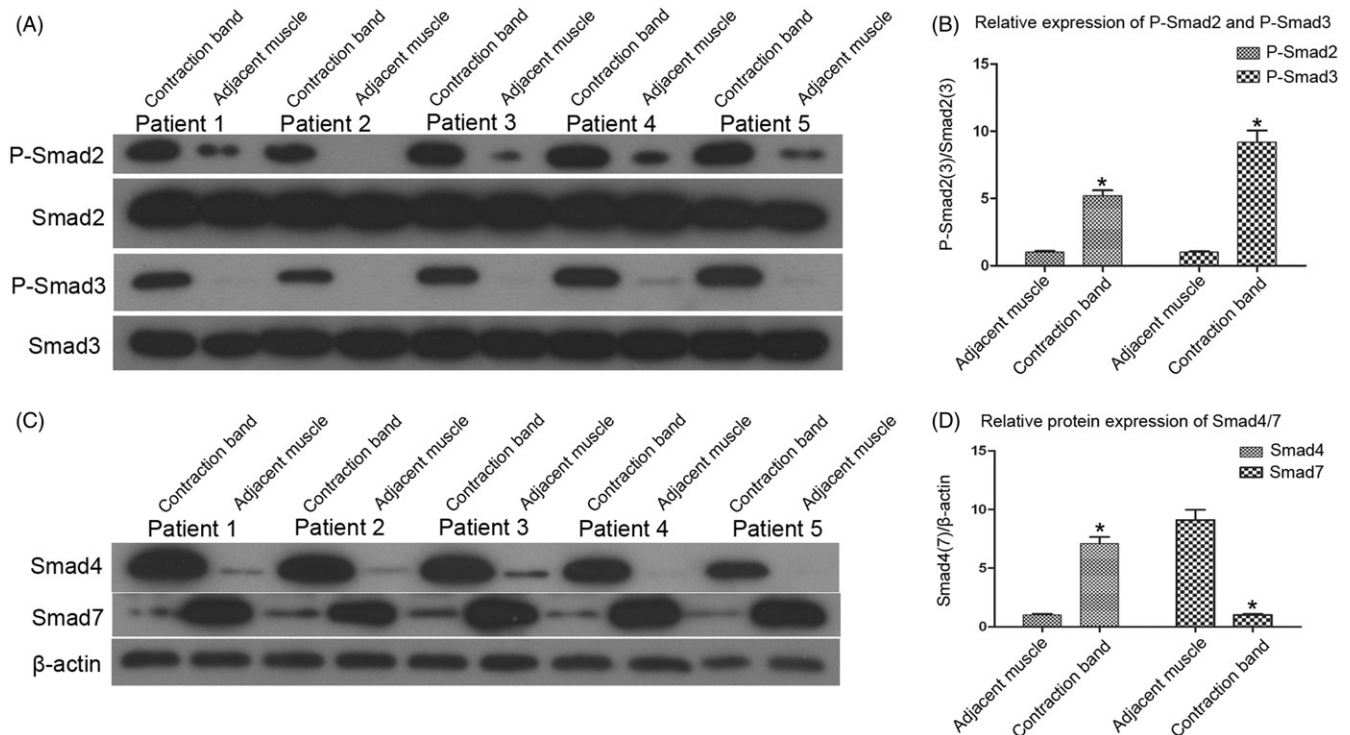 (A)
Contraction band
Adjacent muscle
Contraction band
Adjacent muscle
Contraction band
Adjacent muscle
Contraction band
Adjacent muscle
Contraction band
Adjacent muscle
Patient 1 Patient 2 Patient 3 Patient 4 Patient 5
P-Smad2
Smad2
P-Smad3
Smad3
(B) Relative expression of P-Smad2 and P-Smad3
P-Smad2
P-Smad3
P-Smad2(3)/Smad2(3)
15
10
5
0
* *
Adjacent muscle
Contraction band
Adjacent muscle
Contraction band
(C)
Contraction band
Adjacent muscle
Contraction band
Adjacent muscle
Contraction band
Adjacent muscle
Contraction band
Adjacent muscle
Contraction band
Adjacent muscle
Patient 1 Patient 2 Patient 3 Patient 4 Patient 5
Smad4
Smad7
β-actin
(D) Relative protein expression of Smad4/7
Smad4
Smad7
Smad4(7)/β-actin
15
10
5
0
* *
Adjacent muscle
Contraction band
Adjacent muscle
Contraction band